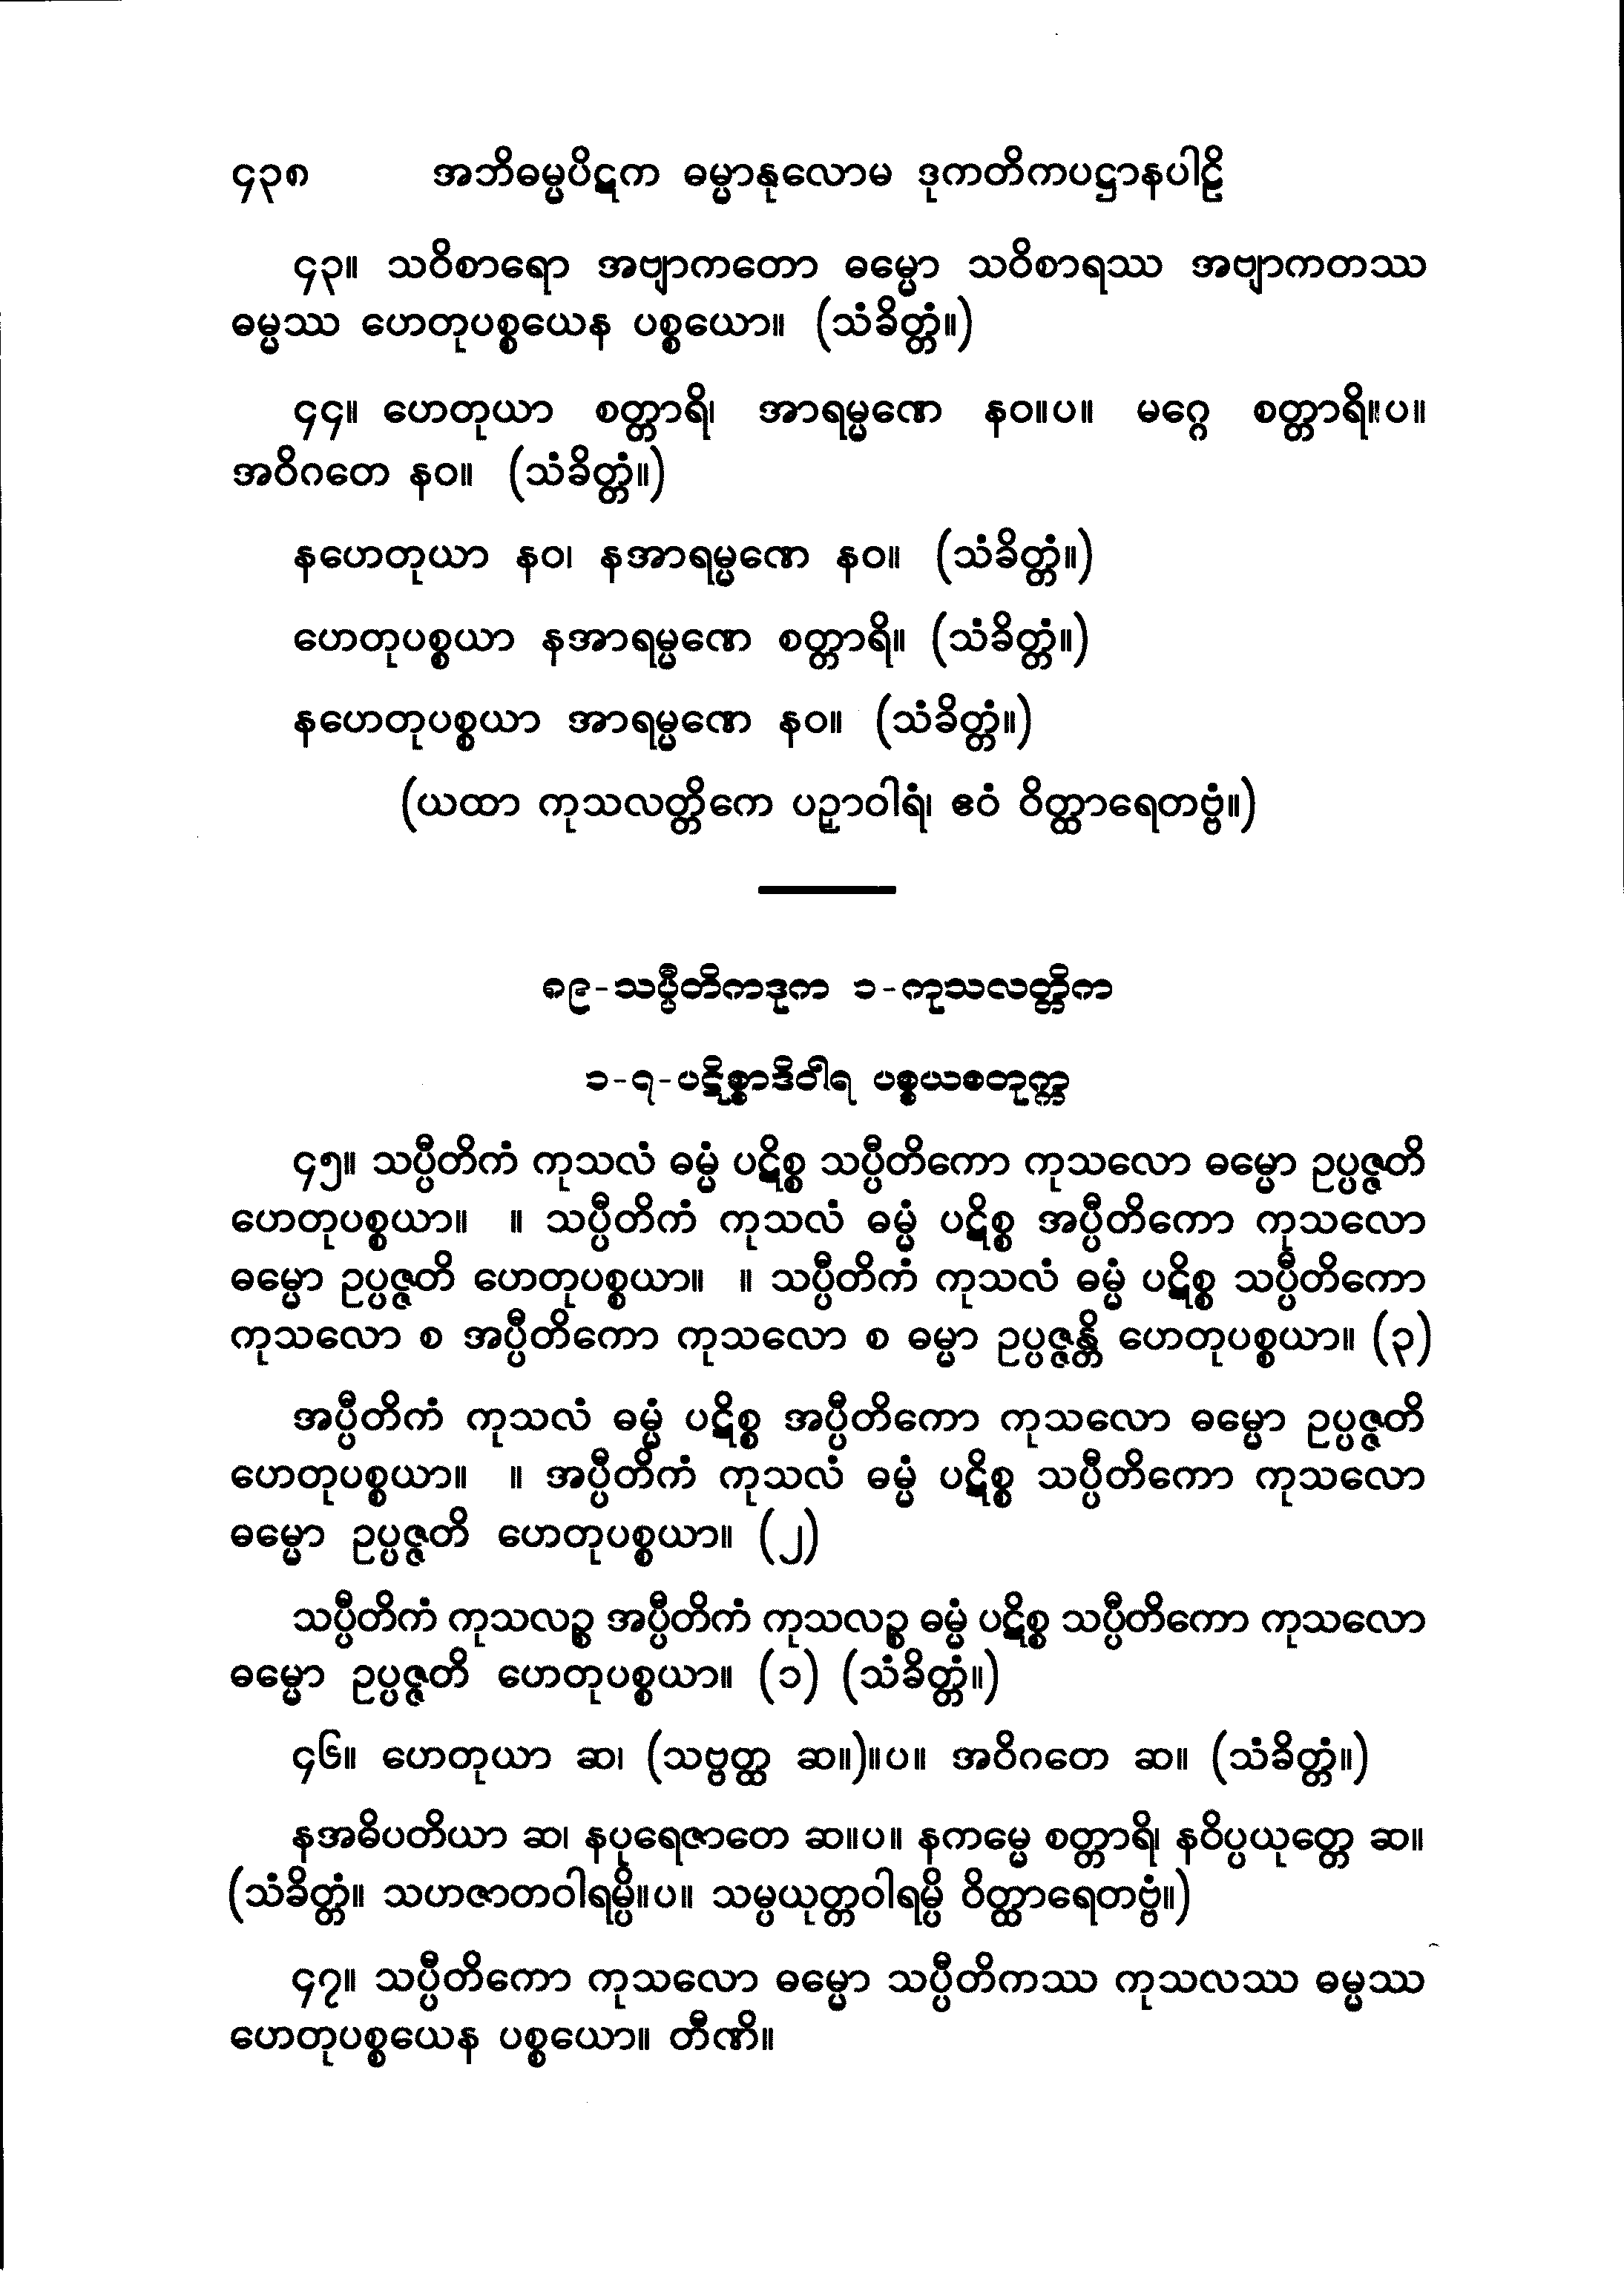 ၄၃၈ အဘိဓမ္မပိဋက ဓမ္မာနုလောမ ဒုကတိကပဋ္ဌာနပါဠိ
၄၃။ သဝိစာရော အဗျာကတော ဓမ္မော သဝိစာရဿ အဗျာကတဿ
ဓမ္မဿ ဟေတုပစ္စယေန ပစ္စယော။ (သံခိတ္တံ။)
၄၄။ ဟေတုယာ စတ္တာရိ၊ အာရမ္မဏေ နဝ။ပ။ မဂ္ဂေ စတ္တာရိ။ပ။
အဝိဂတေ နဝ။ (သံခိတ္တံ။)
နဟေတုယာ နဝ၊ နအာရမ္မဏေ နဝ။ (သံခိတ္တံ။)
ဟေတုပစ္စယာ နအာရမ္မဏေ စတ္တာရိ။ (သံခိတ္တံ။)
နဟေတုပစ္စယာ အာရမ္မဏေ နဝ။ (သံခိတ္တံ။)
(ယထာ ကုသလတ္တိကေ ပဉှာဝါရံ၊ ဧဝံ ဝိတ္ထာရေတဗ္ဗံ။)
၈၉-သပ္ပီတိကဒုက ၁-ကုသလတ္တိက
၁-၇-ပဋိစ္စာဒိဝါရ ပစ္စယစတုက္က
၄၅။ သပ္ပီတိကံ ကုသလံ ဓမ္မံ ပဋိစ္စ သပ္ပီတိကော ကုသလော ဓမ္မော ဥပ္ပဇ္ဇတိ
ဟေတုပစ္စယာ။ ။ သပ္ပီတိကံ ကုသလံ ဓမ္မံ ပဋိစ္စ အပ္ပီတိကော ကုသလော
ဓမ္မော ဥပ္ပဇ္ဇတိ ဟေတုပစ္စယာ။ ။ သပ္ပီတိကံ ကုသလံ ဓမ္မံ ပဋိစ္စ သပ္ပီတိကော
ကုသလော စ အပ္ပီတိကော ကုသလော စ ဓမ္မာ ဥပ္ပဇ္ဇန္တိ ဟေတုပစ္စယာ။ (၃)
အပ္ပီတိကံ ကုသလံ ဓမ္မံ ပဋိစ္စ အပ္ပီတိကော ကုသလော ဓမ္မော ဥပ္ပဇ္ဇတိ
ဟေတုပစ္စယာ။ ။ အပ္ပီတိကံ ကုသလံ ဓမ္မံ ပဋိစ္စ သပ္ပီတိကော ကုသလော
ဓမ္မော ဥပ္ပဇ္ဇတိ ဟေတုပစ္စယာ။ (၂)
သပ္ပီတိကံ ကုသလဉ္စ အပ္ပီတိကံ ကုသလဉ္စ ဓမ္မံ ပဋိစ္စ သပ္ပီတိကော ကုသလော
ဓမ္မော ဥပ္ပဇ္ဇတိ ဟေတုပစ္စယာ။ (၁) (သံခိတ္တံ။)
၄၆။ ဟေတုယာ ဆ၊ (သဗ္ဗတ္ထ ဆ။)။ပ။ အဝိဂတေ ဆ။ (သံခိတ္တံ။)
နအဓိပတိယာ ဆ၊ နပုရေဇာတေ ဆ။ပ။ နကမ္မေ စတ္တာရိ၊ နဝိပ္ပယုတ္တေ ဆ။
(သံခိတ္တံ။ သဟဇာတဝါရမ္ပိ။ပ။ သမ္ပယုတ္တဝါရမ္ပိ ဝိတ္ထာရေတဗ္ဗံ။)
၄၇။ သပ္ပီတိကော ကုသလော ဓမ္မော သပ္ပီတိကဿ ကုသလဿ ဓမ္မဿ
ဟေတုပစ္စယေန ပစ္စယော။ တီဏိ။